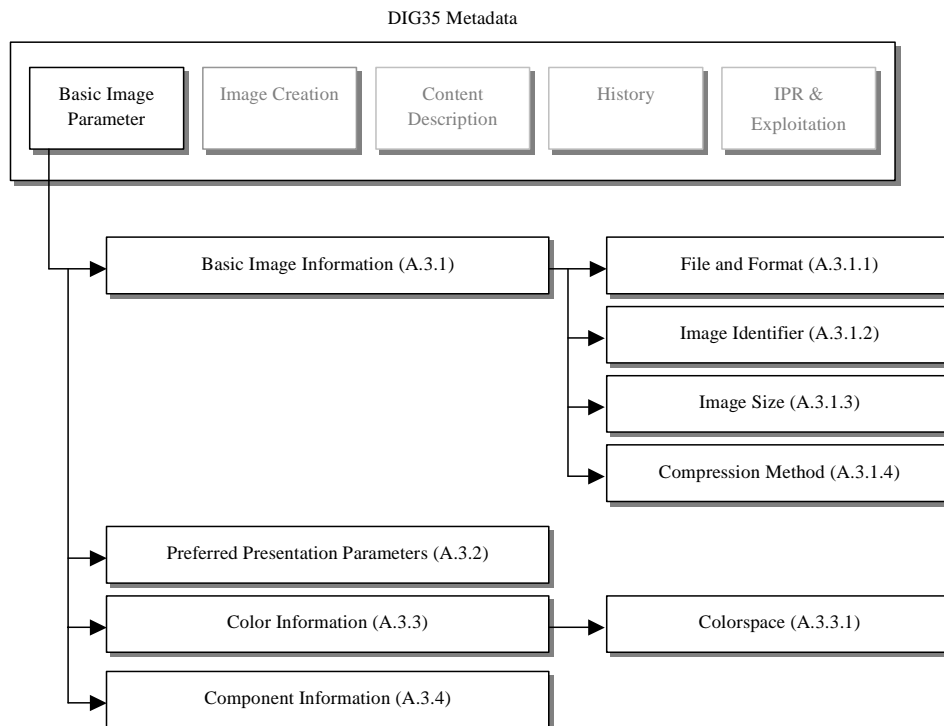 DIG35 Metadata
Basic Image
Parameter
Image Creation
Content
Description
History
IPR &
Exploitation
Basic Image Information (A.3.1)
File and Format (A.3.1.1)
Image Identifier (A.3.1.2)
Image Size (A.3.1.3)
Compression Method (A.3.1.4)
Preferred Presentation Parameters (A.3.2)
Color Information (A.3.3)
Colorspace (A.3.3.1)
Component Information (A.3.4)